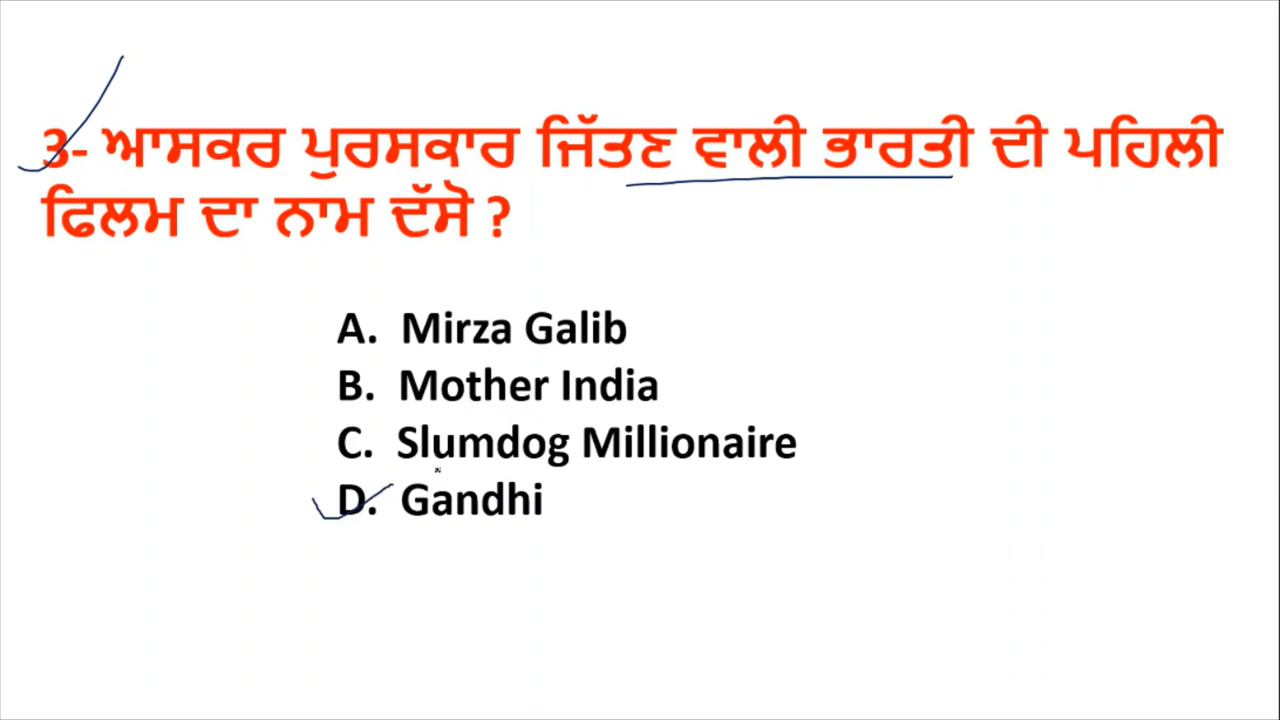 3- ਆਸਕਰ ਪੁਰਸਕਾਰ ਜਿੱਤਣ ਵਾਲੀ ਭਾਰਤੀ ਦੀ ਪਹਿਲੀ
ਫਿਲਮ ਦਾ ਨਾਮ ਦੱਸੋ ?
A. Mirza Galib
B. Mother India
C. Slumdog Millionaire
D. Gandhi